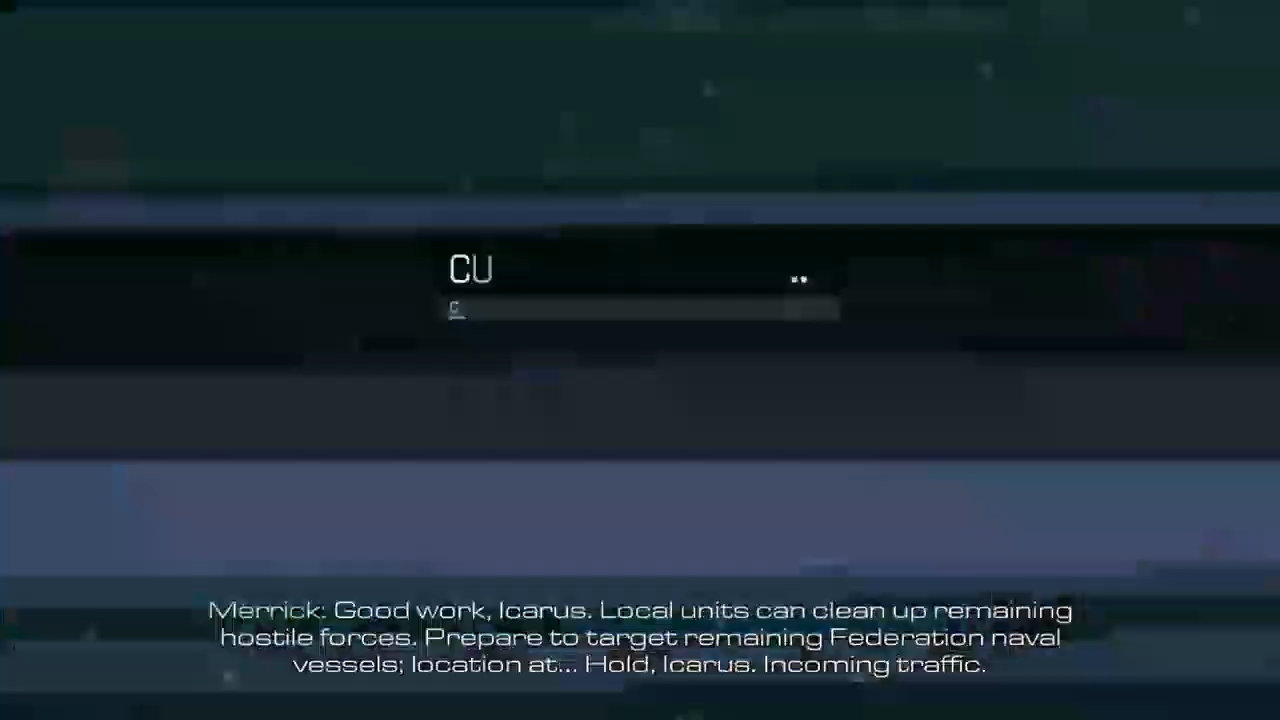 CU
C
Merrick: Good work, Icarus. Local units can clean up remaining
hostile forces. Prepare to target remaining Federation naval
vessels; location at... Hold, Icarus. Incoming traffic.